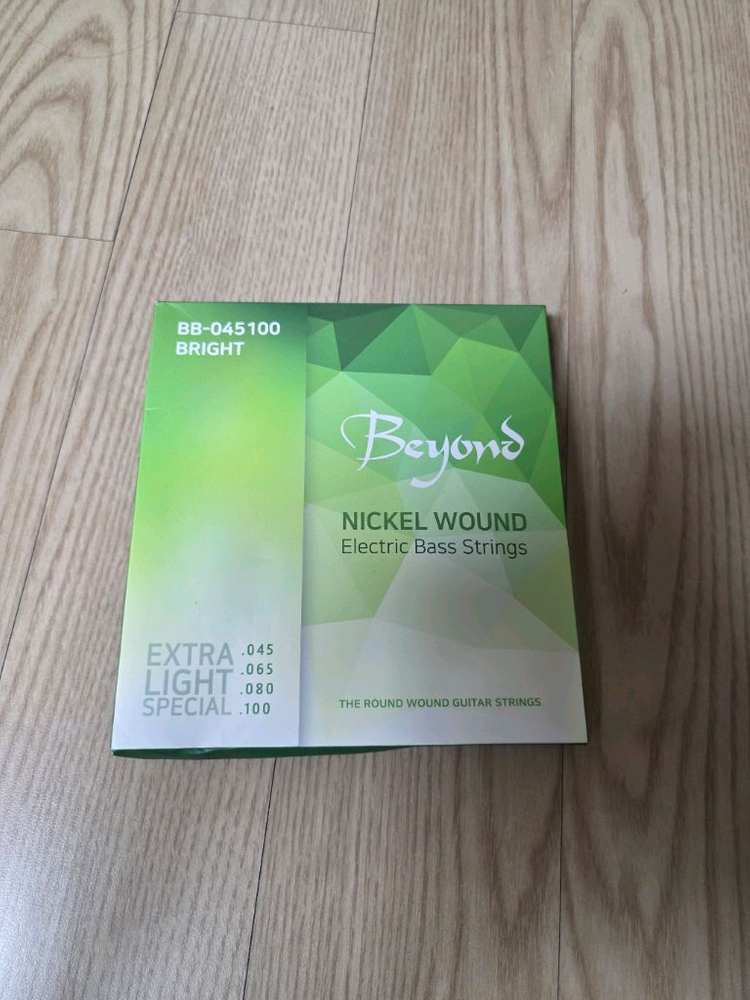 BB-045100
BRIGHT
Beyond
NICKEL WOUND
Electric Bass Strings
EXTRA
LIGHT
SPECIAL
.045
.065
.080
.100
THE ROUND WOUND GUITAR STRINGS